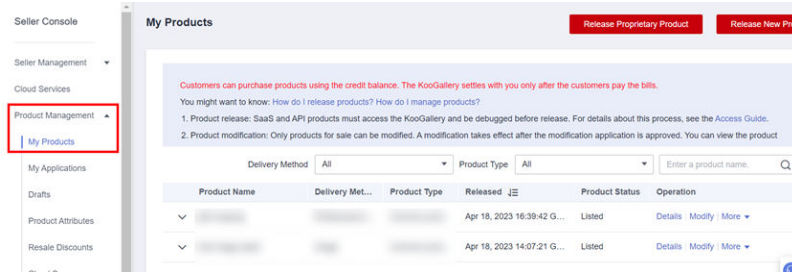 Seller Console
Seller Management
Cloud Services
Product Management
My Products
My Applications
Drafts
Product Attributes
Resale Discounts
My Products
Release Proprietary Product
Release New
Customers can purchase products using the credit balance. The KooGallery settles with you only after the customers pay the bills.
You might want to know: How do I release products? How do I manage products?
1. Product release: SaaS and API products must access the KooGallery and be debugged before release. For details about this process, see the Access Guide.
2. Product modification: Only products for sale can be modified. A modification takes effect after the modification application is approved. You can view the product
Delivery Method All Product Type All Enter a product name.
Product Name Delivery Met... Product Type Released Product Status Operation
Apr 18, 2023 16:39:42 G... Listed Details Modify More
Apr 18, 2023 14:07:21 G... Listed Details Modify More